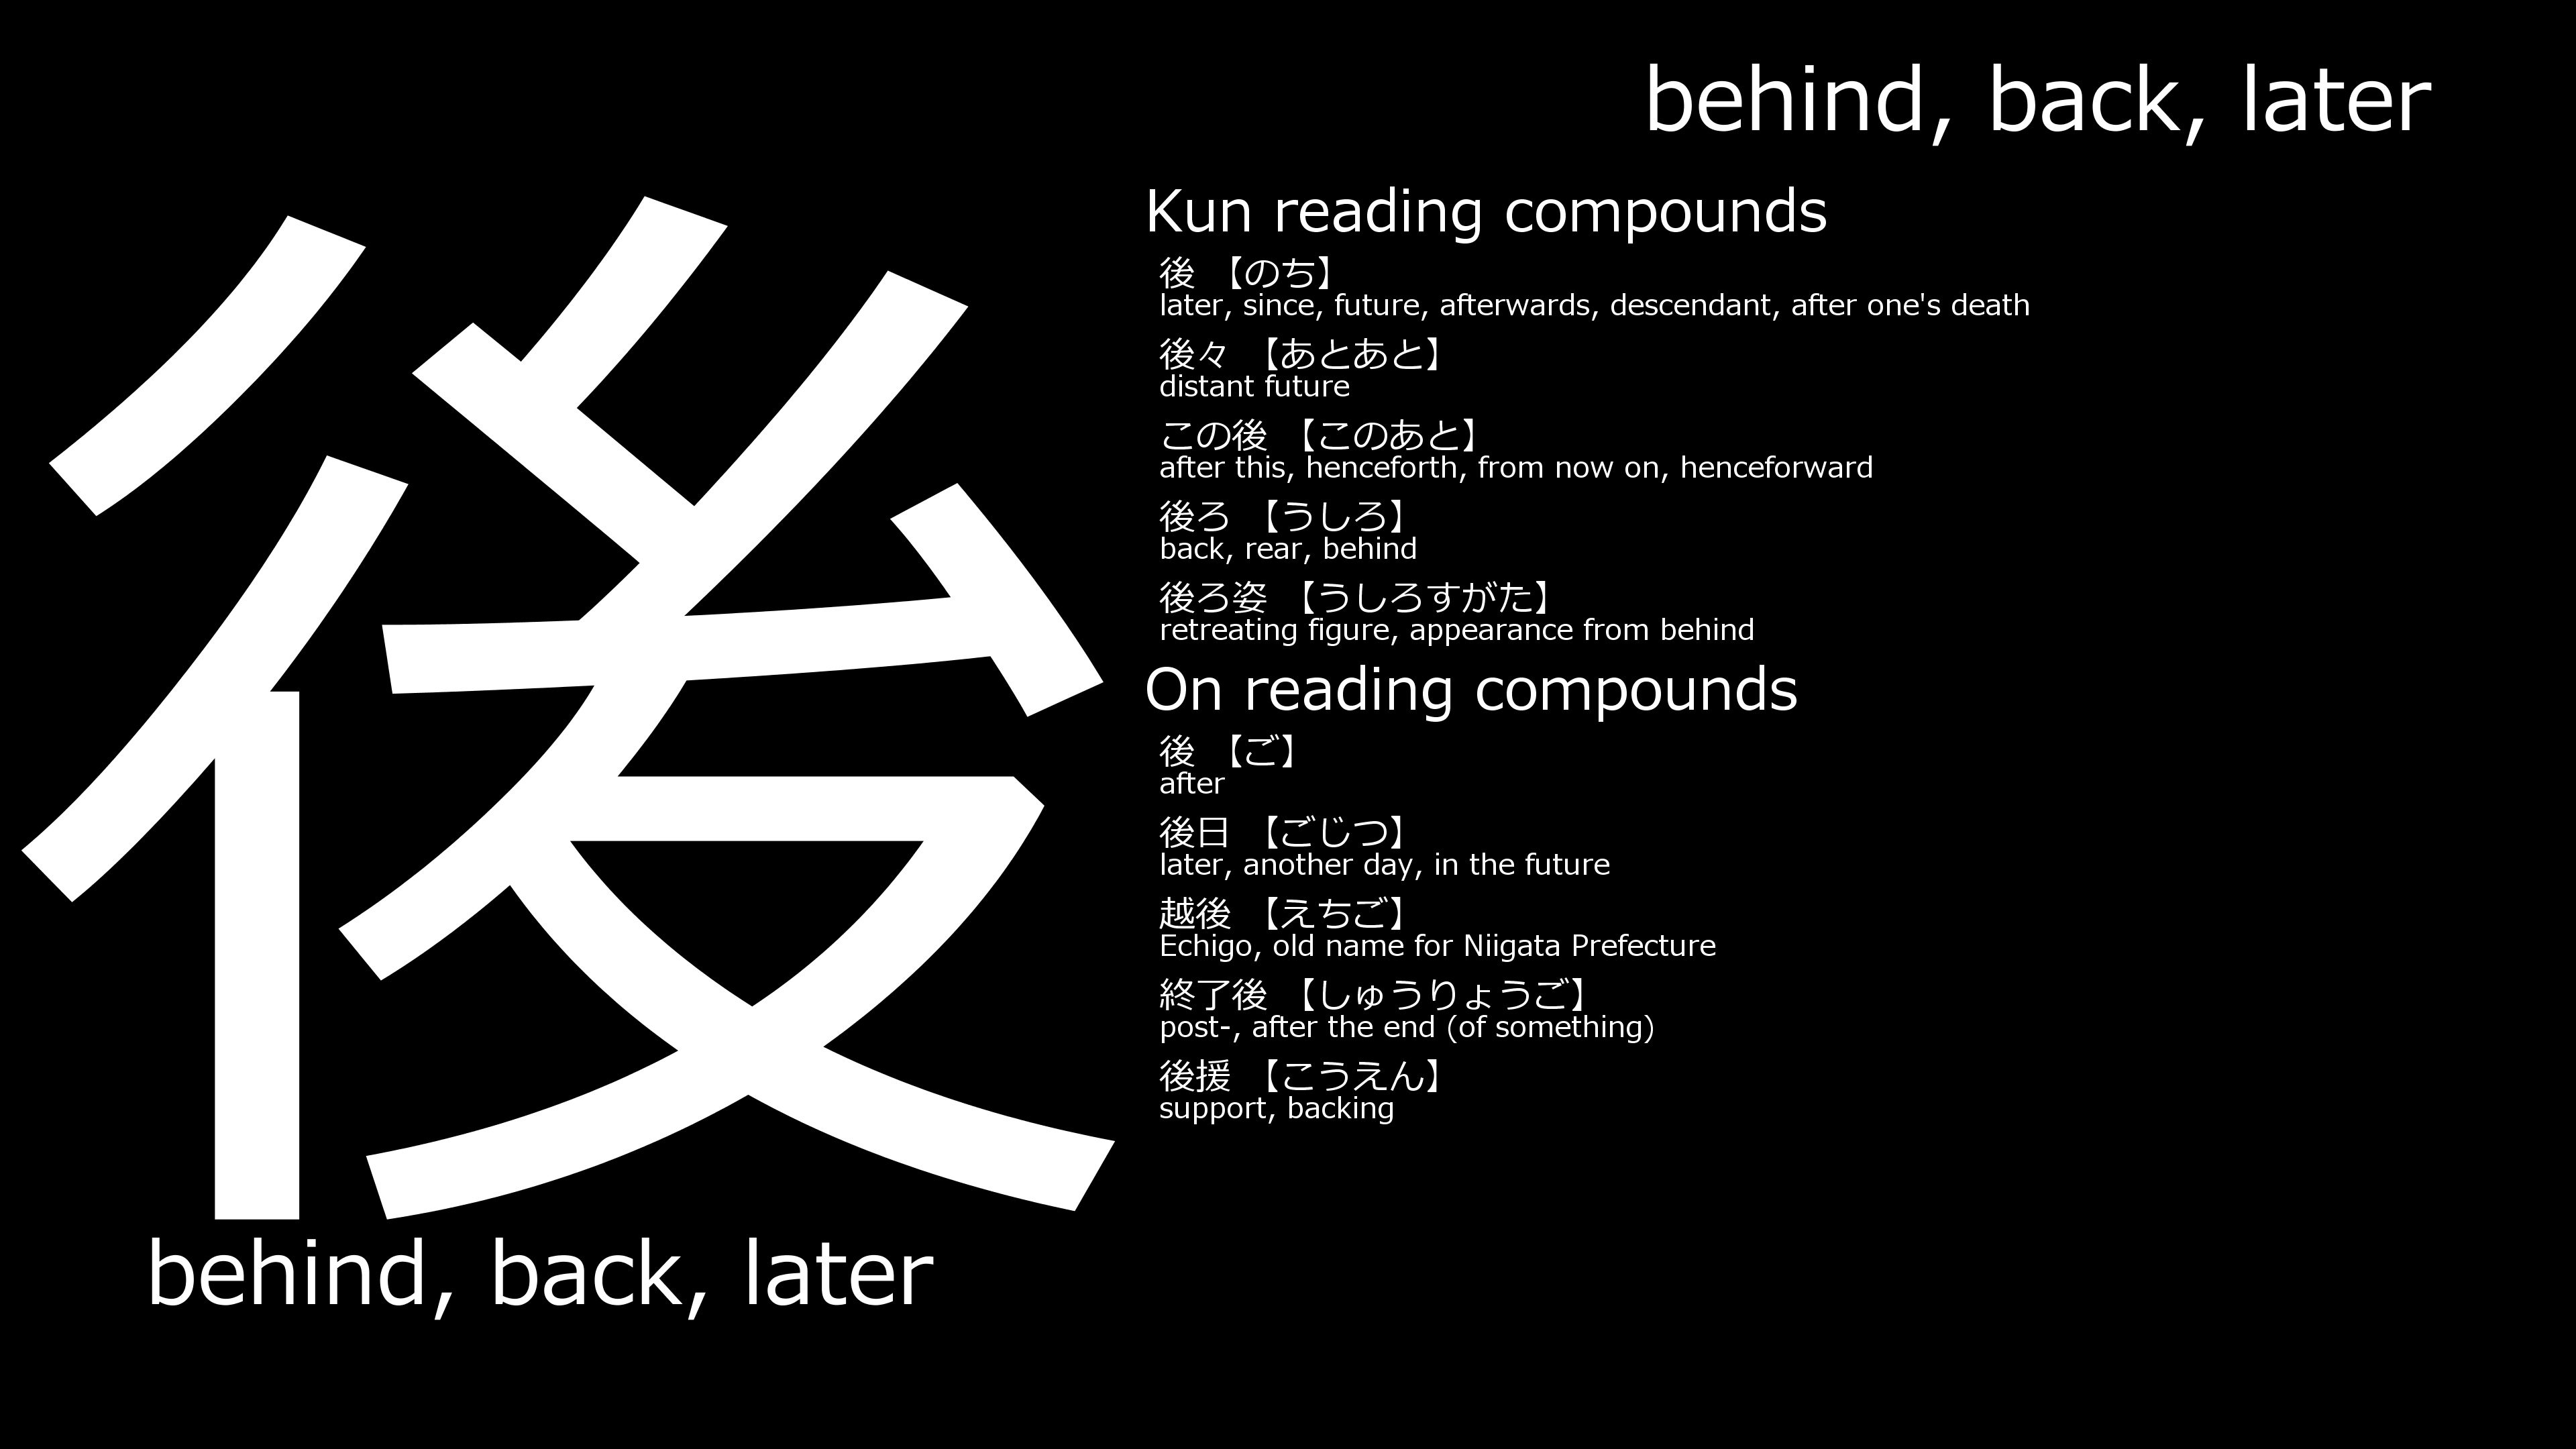 behind, back, later
後
behind, back, later
Kun reading compounds
後 【のち】
later, since, future, afterwards, descendant, after one's death
後々 【あとあと】
distant future
この後 【このあと】
after this, henceforth, from now on, henceforward
後ろ 【うしろ】
back, rear, behind
後ろ姿 【うしろすがた】
retreating figure, appearance from behind
On reading compounds
後 【ご】
after
後日 【ごじつ】
later, another day, in the future
越後 【えちご】
Echigo, old name for Niigata Prefecture
終了後 【しゅうりょうご】
post-, after the end (of something)
後援 【こうえん】
support, backing